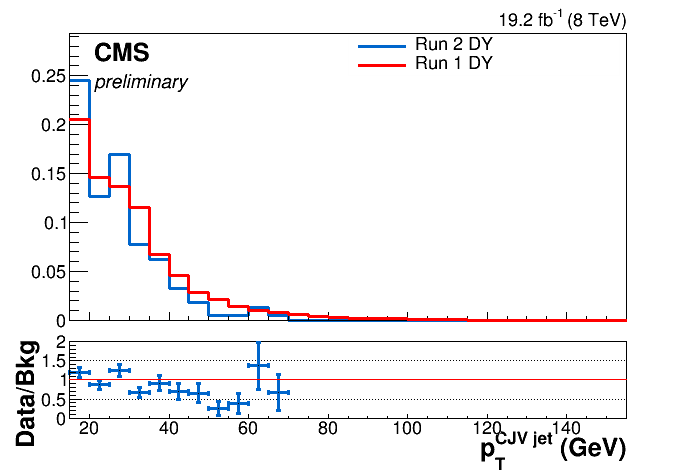 19.2 fb-1 (8 TeV)
CMS
preliminary
Run 2 DY
Run 1 DY
0.25
0.2
0.15
0.1
0.05
0
Data/Bkg
2
1.5
1
0.5
0
20 40 60 80 100 120 140
pT CJV jet (GeV)